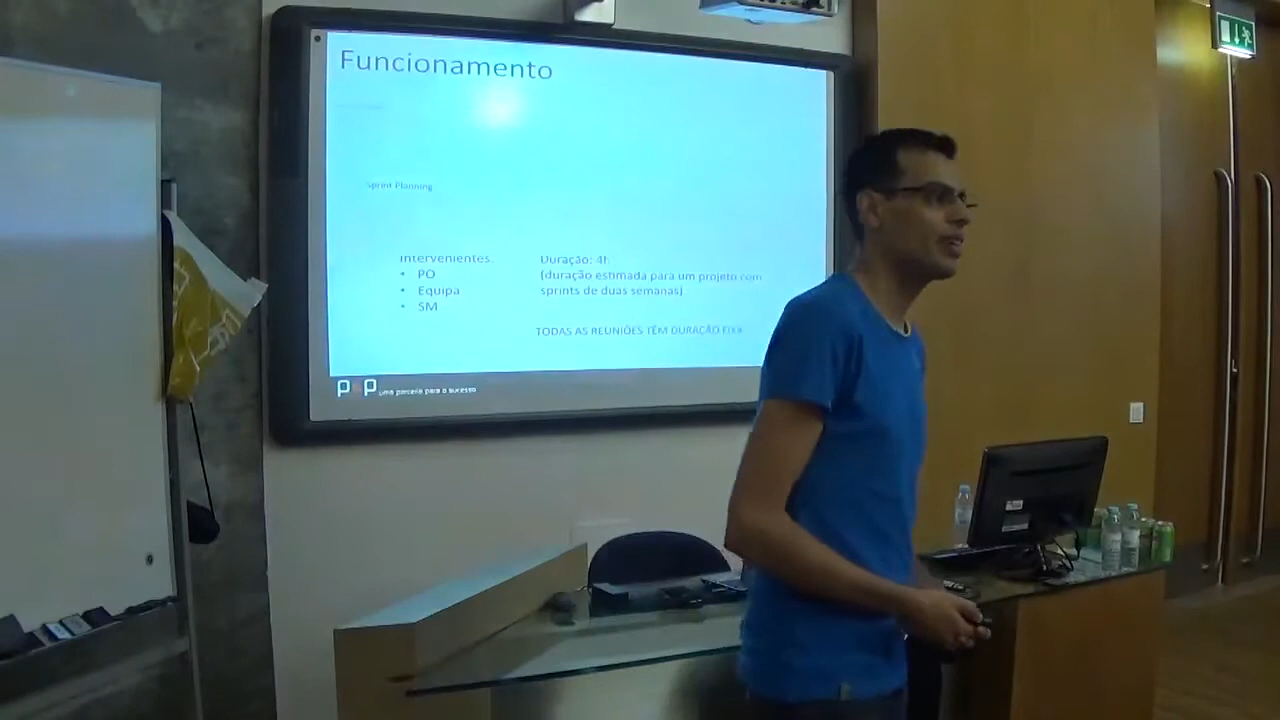 Funcionamento
Sprint Planning
Intervenientes:
• PO
• Equipa
• SM
Duração: 4h
(duração estimada para um projeto com
sprints de duas semanas)
TODAS AS REUNIÕES TÊM DURAÇÃO FIXA
uma parceria para o sucesso